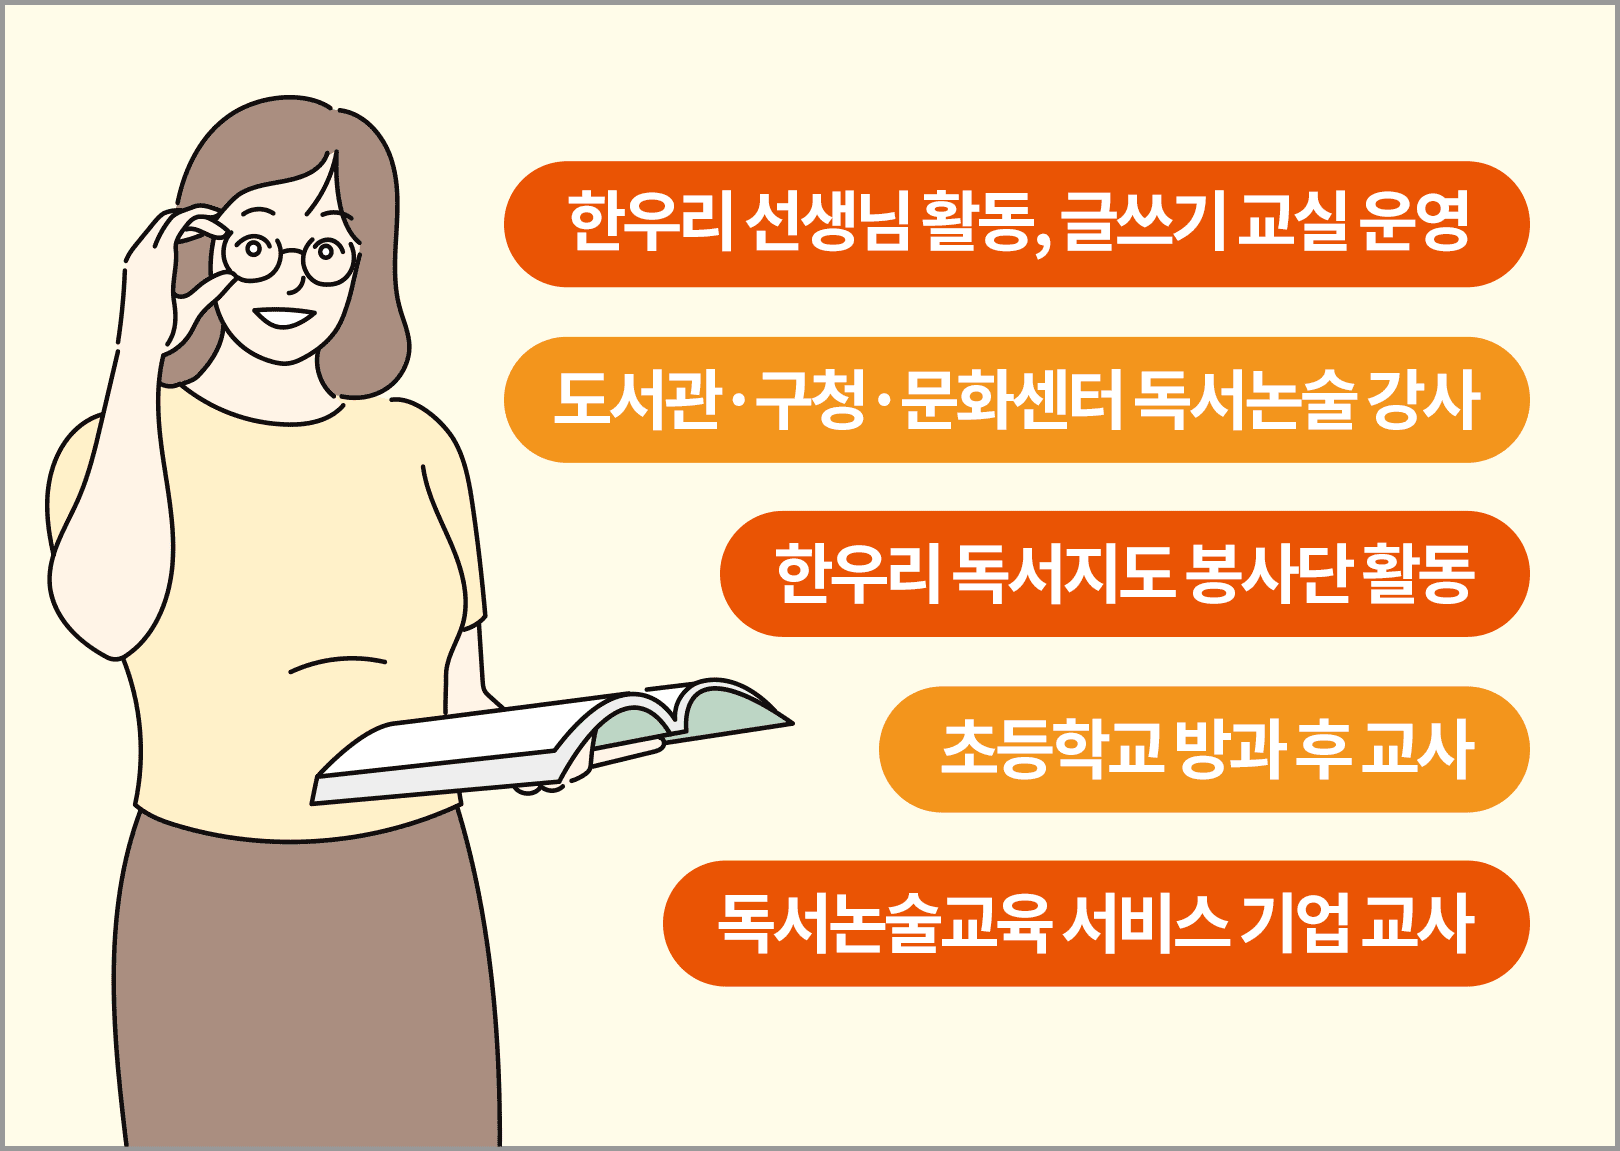 한우리 선생님 활동, 글쓰기 교실 운영
도서관·구청·문화센터 독서논술 강사
한우리 독서지도 봉사단 활동
초등학교 방과 후 교사
독서논술교육 서비스 기업 교사